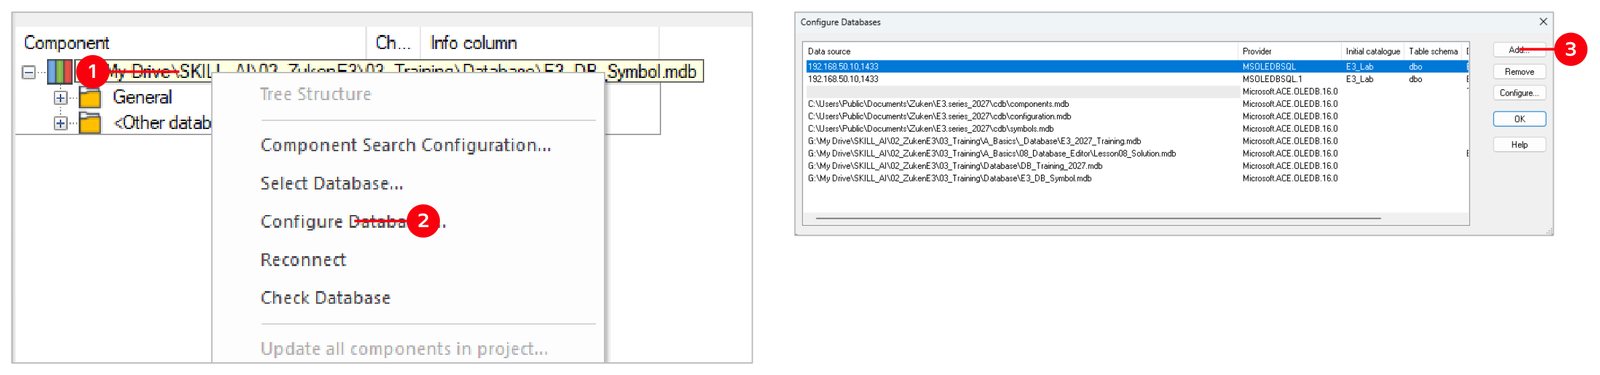 Component Ch... Info column
1 My Drive\SKILL_AI\02_ZukenE3\03_Training\Database\E3_DB_Symbol.mdb
General
<Other datab
Tree Structure
Component Search Configuration...
Select Database...
Configure Databa 2 .
Reconnect
Check Database
Update all components in project...
Configure Databases
Data source Provider Initial catalogue Table schema
192.168.50.10,1433 MSOLEDBSQL E3_Lab dbo
192.168.50.10,1433 MSOLEDBSQL.1 E3_Lab dbo
Microsoft.ACE.OLEDB.16.0
C:\Users\Public\Documents\Zuken\E3.series_2027\cdb\components.mdb Microsoft.ACE.OLEDB.16.0
C:\Users\Public\Documents\Zuken\E3.series_2027\cdb\configuration.mdb Microsoft.ACE.OLEDB.16.0
C:\Users\Public\Documents\Zuken\E3.series_2027\cdb\symbols.mdb Microsoft.ACE.OLEDB.16.0
G:\My Drive\SKILL_AI\02_ZukenE3\03_Training\A_Basics\_Database\E3_2027_Training.mdb Microsoft.ACE.OLEDB.16.0
G:\My Drive\SKILL_AI\02_ZukenE3\03_Training\A_Basics\08_Database_Editor\Lesson08_Solution.mdb Microsoft.ACE.OLEDB.16.0
G:\My Drive\SKILL_AI\02_ZukenE3\03_Training\Database\DB_Training_2027.mdb Microsoft.ACE.OLEDB.16.0
G:\My Drive\SKILL_AI\02_ZukenE3\03_Training\Database\E3_DB_Symbol.mdb Microsoft.ACE.OLEDB.16.0
Add... 3
Remove
Configure...
OK
Help